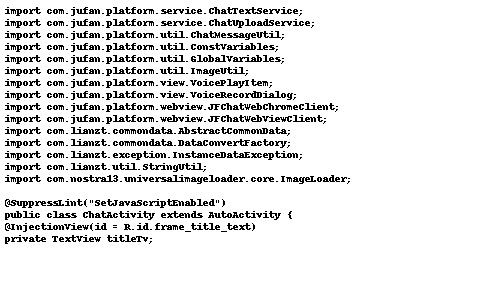 import com.jufan.platform.service.ChatTextService;
import com.jufan.platform.service.ChatUploadService;
import com.jufan.platform.util.ChatMessageUtil;
import com.jufan.platform.util.ConstVariables;
import com.jufan.platform.util.GlobalVariables;
import com.jufan.platform.util.ImageUtil;
import com.jufan.platform.view.VoicePlayItem;
import com.jufan.platform.view.VoiceRecordDialog;
import com.jufan.platform.webview.JFChatWebChromeClient;
import com.jufan.platform.webview.JFChatWebViewClient;
import com.lianzt.commondata.AbstractCommonData;
import com.lianzt.commondata.DataConvertFactory;
import com.lianzt.exception.InstanceDataException;
import com.lianzt.util.StringUtil;
import com.nostra13.universalimageloader.core.ImageLoader;
@SuppressLint("SetJavaScriptEnabled")
public class ChatActivity extends AutoActivity {
@InjectionView(id = R.id.frame_title_text)
private TextView titleTv;